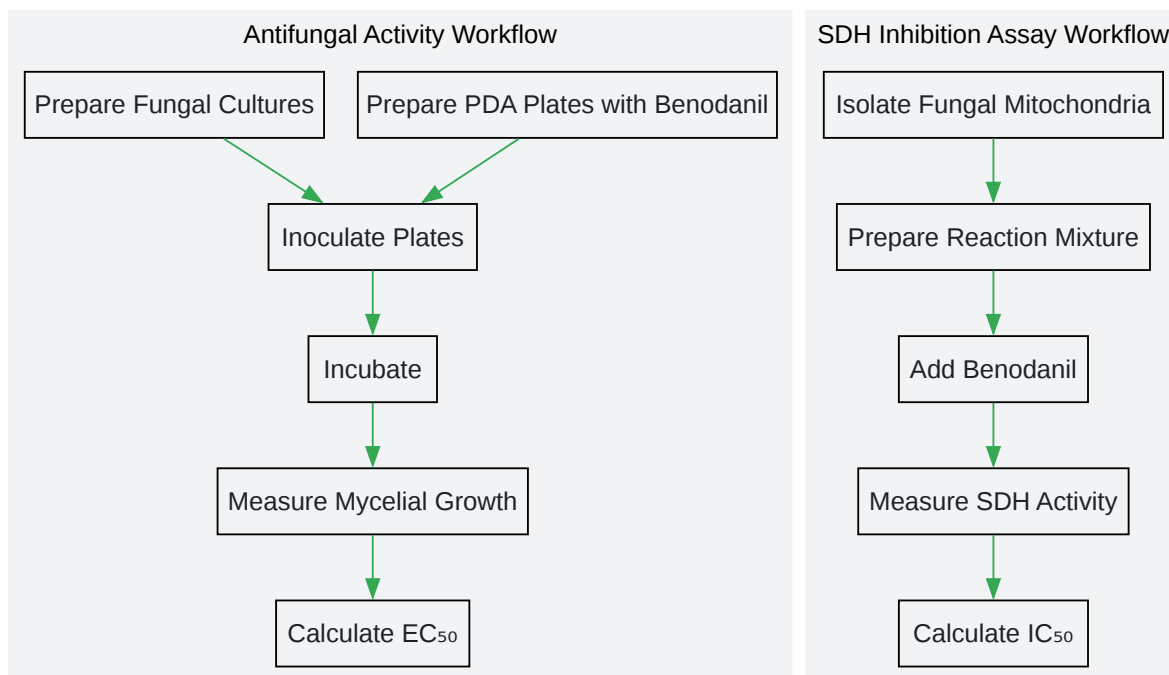 Antifungal Activity Workflow
Prepare Fungal Cultures
Prepare PDA Plates with Benodanil
Inoculate Plates
Incubate
Measure Mycelial Growth
Calculate EC₅₀
SDH Inhibition Assay Workflow
Isolate Fungal Mitochondria
Prepare Reaction Mixture
Add Benodanil
Measure SDH Activity
Calculate IC₅₀